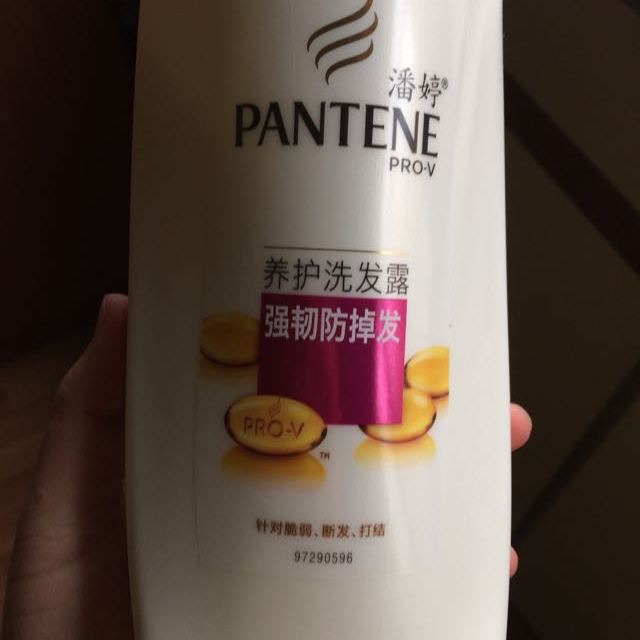 潘婷®
PANTENE
PRO·V
养护洗发露
强韧防掉发
PRO-V
TM
针对脆弱、断发、打结
97290596